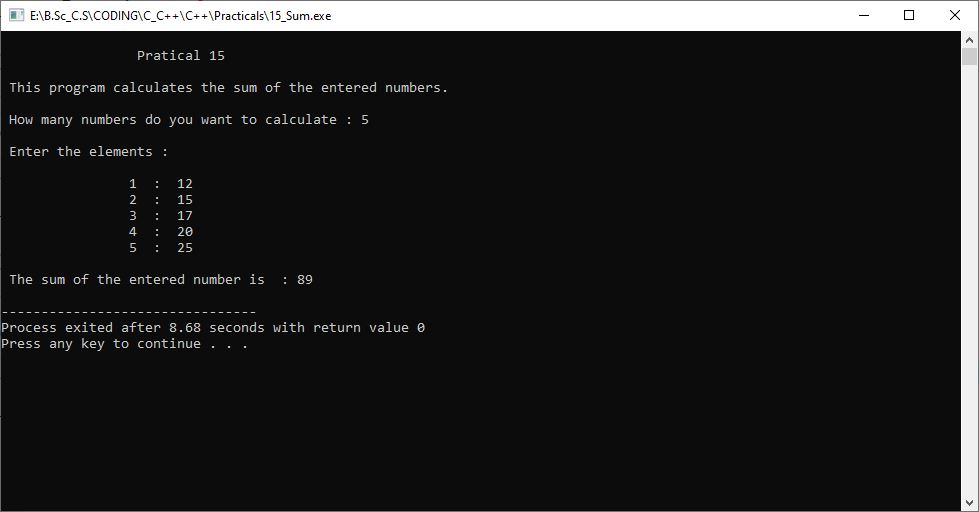 E:\B.Sc_C.S\CODING\C_C++\C++\Practicals\15_Sum.exe
Pratical 15
This program calculates the sum of the entered numbers.
How many numbers do you want to calculate : 5
Enter the elements :
1 : 12
2 : 15
3 : 17
4 : 20
5 : 25
The sum of the entered number is  : 89
--------------------------------
Process exited after 8.68 seconds with return value 0
Press any key to continue . . .